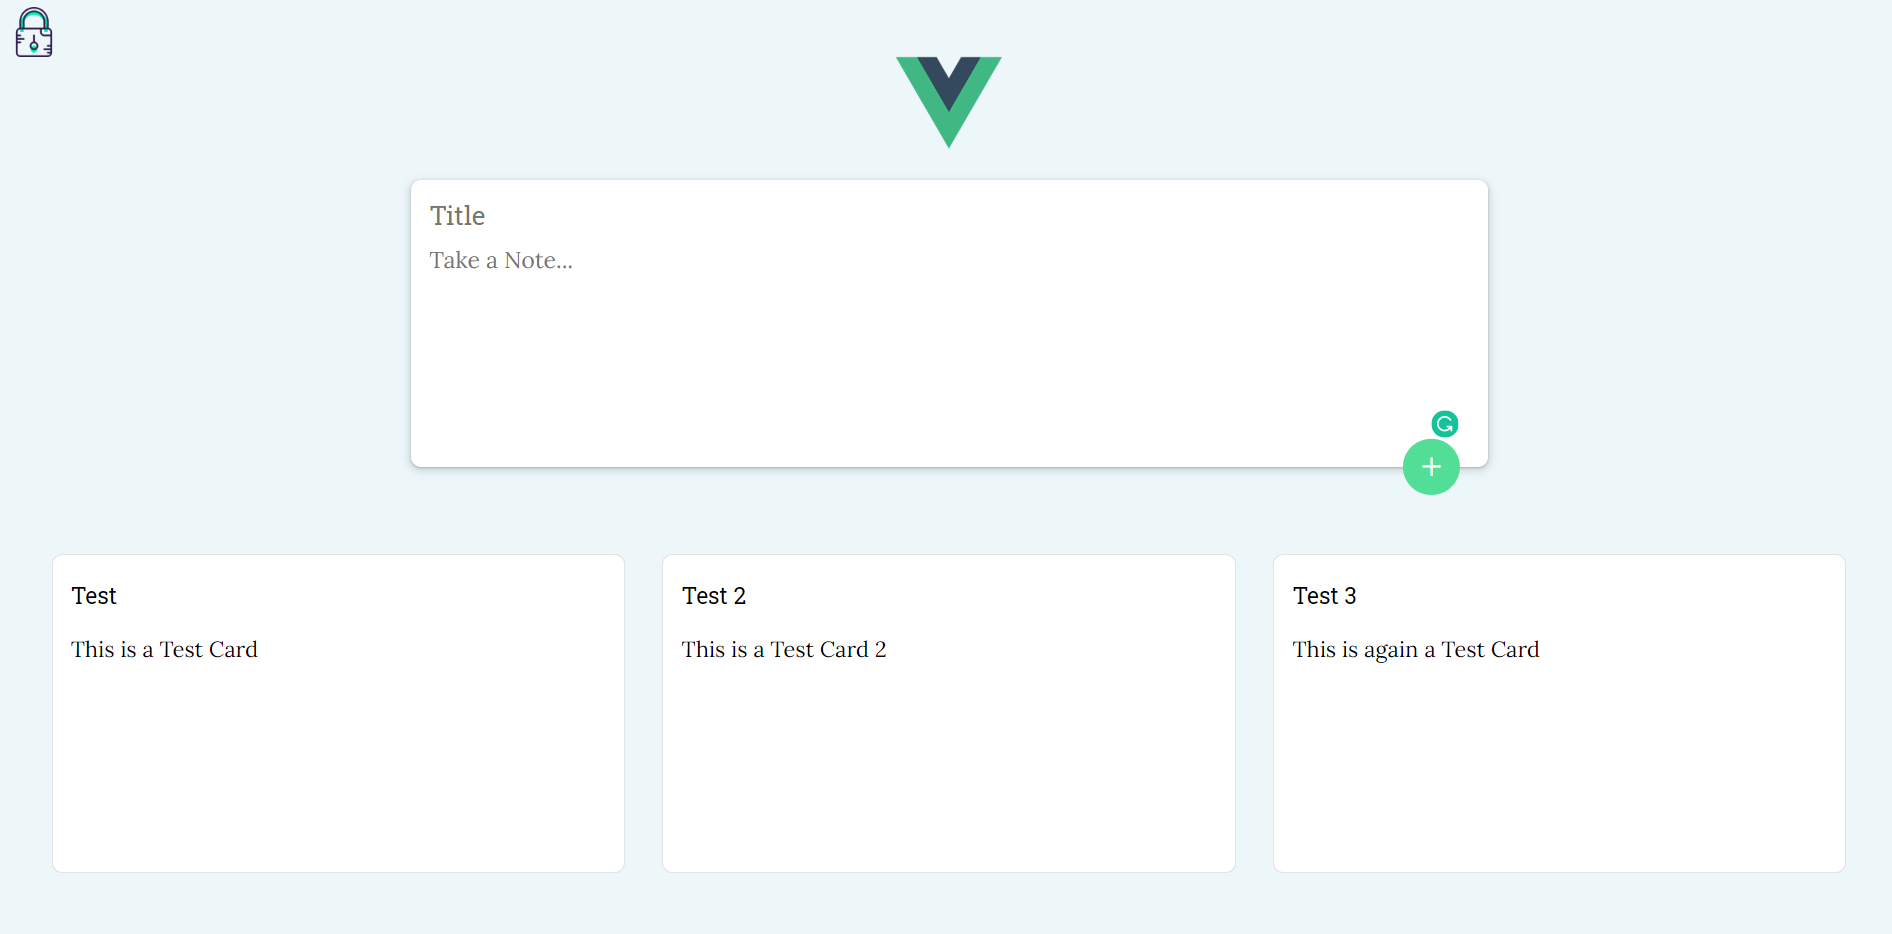 Title
Take a Note...
+
Test
This is a Test Card
Test 2
This is a Test Card 2
Test 3
This is again a Test Card